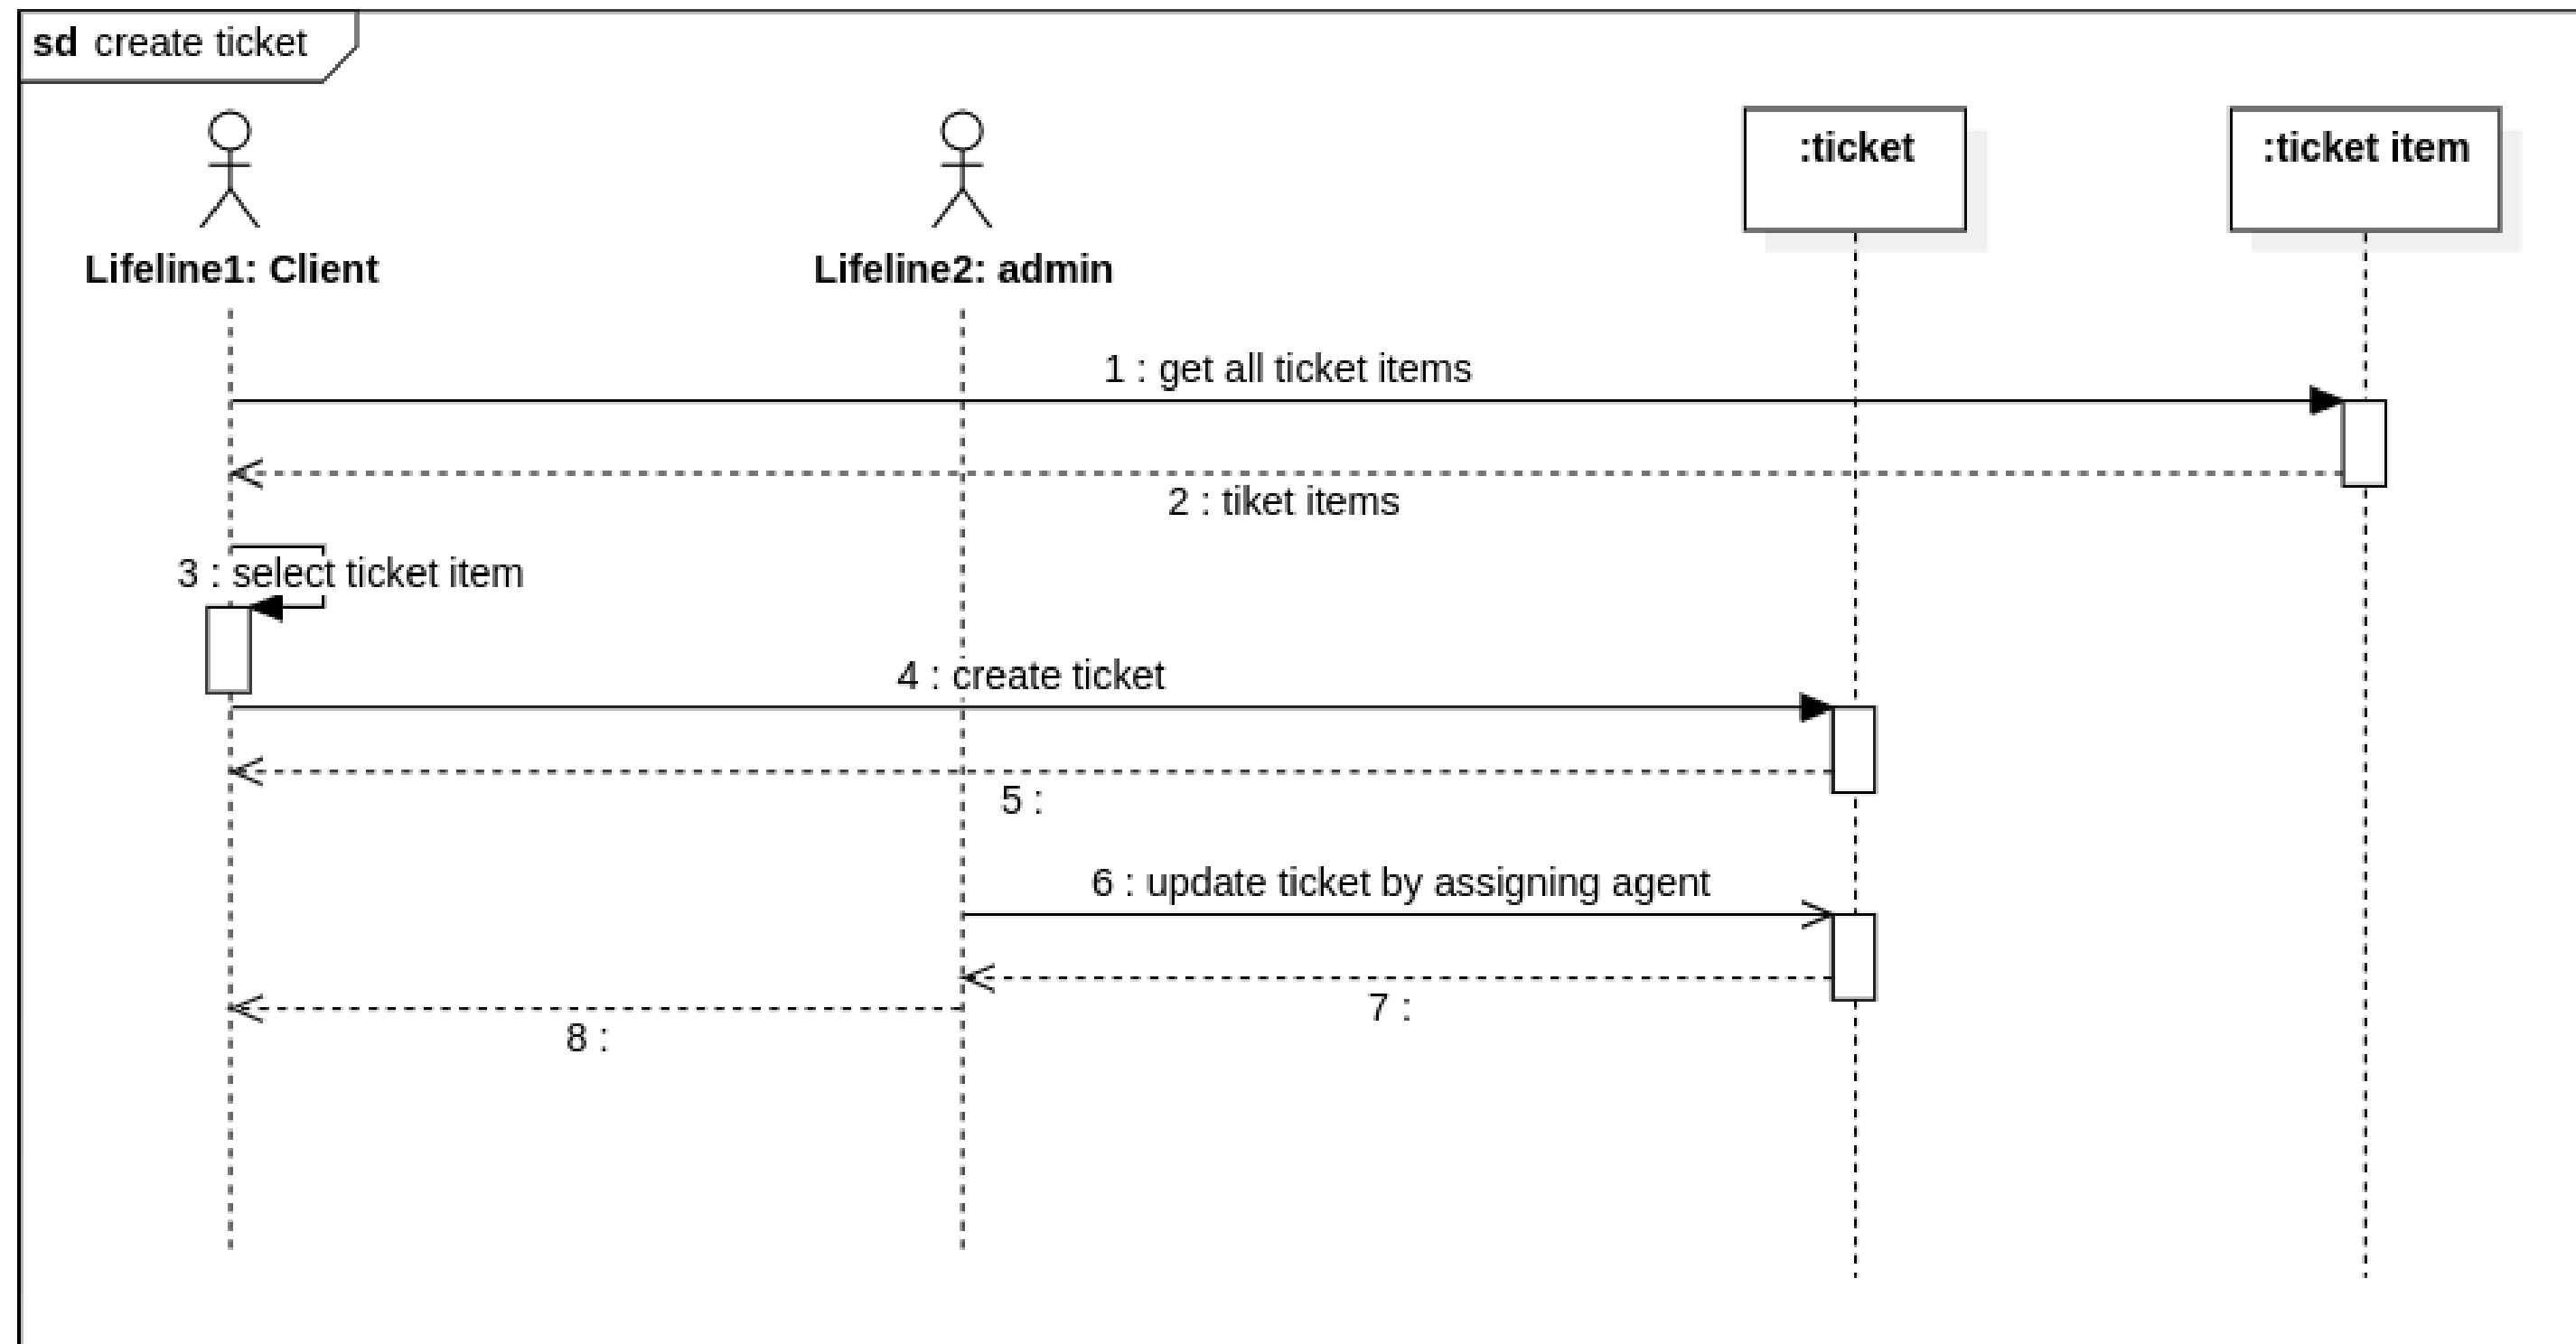 sd create ticket
:ticket
:ticket item
Lifeline1: Client
Lifeline2: admin
1 : get all ticket items
2 : tiket items
3 : select ticket item
4 : create ticket
5 :
6 : update ticket by assigning agent
7 :
8 :